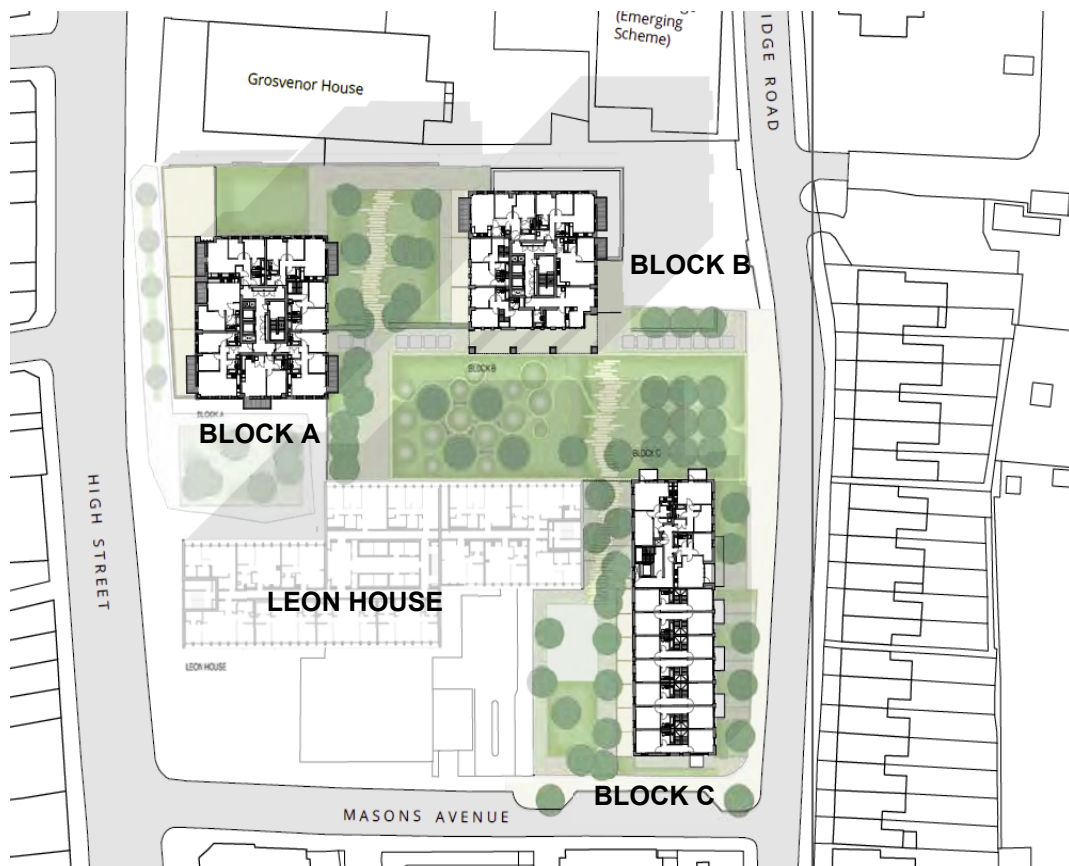 (Emerging
Scheme)
IDGE ROAD
Grosvenor House
BLOCK B
BLOCK B
BLOCK A
BLOCK A
BLOCK C
HIGH STREET
LEON HOUSE
LEON HOUSE
BLOCK C
MASONS AVENUE